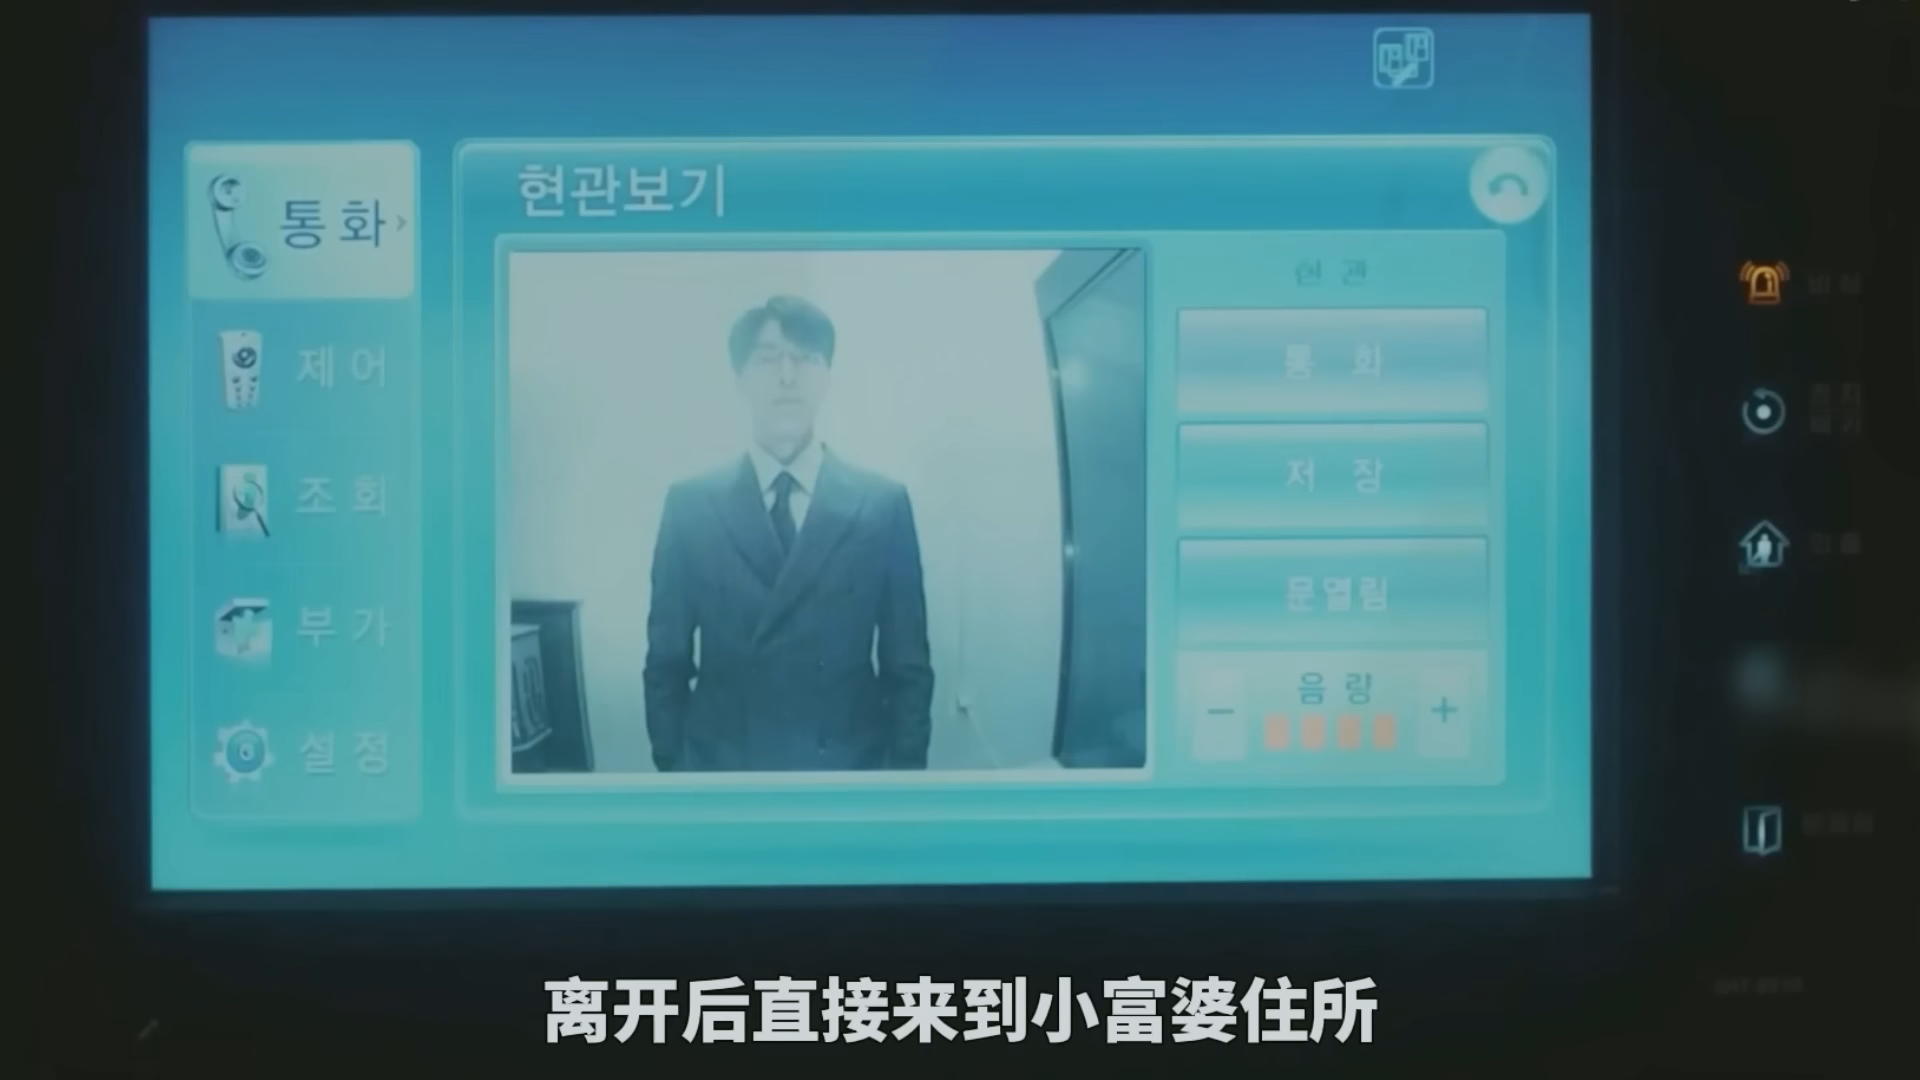 현관보기
통화
제어
조회
부가
설정
현관
통 화
저 장
문열림
음량
- +
离开后直接来到小富婆住所